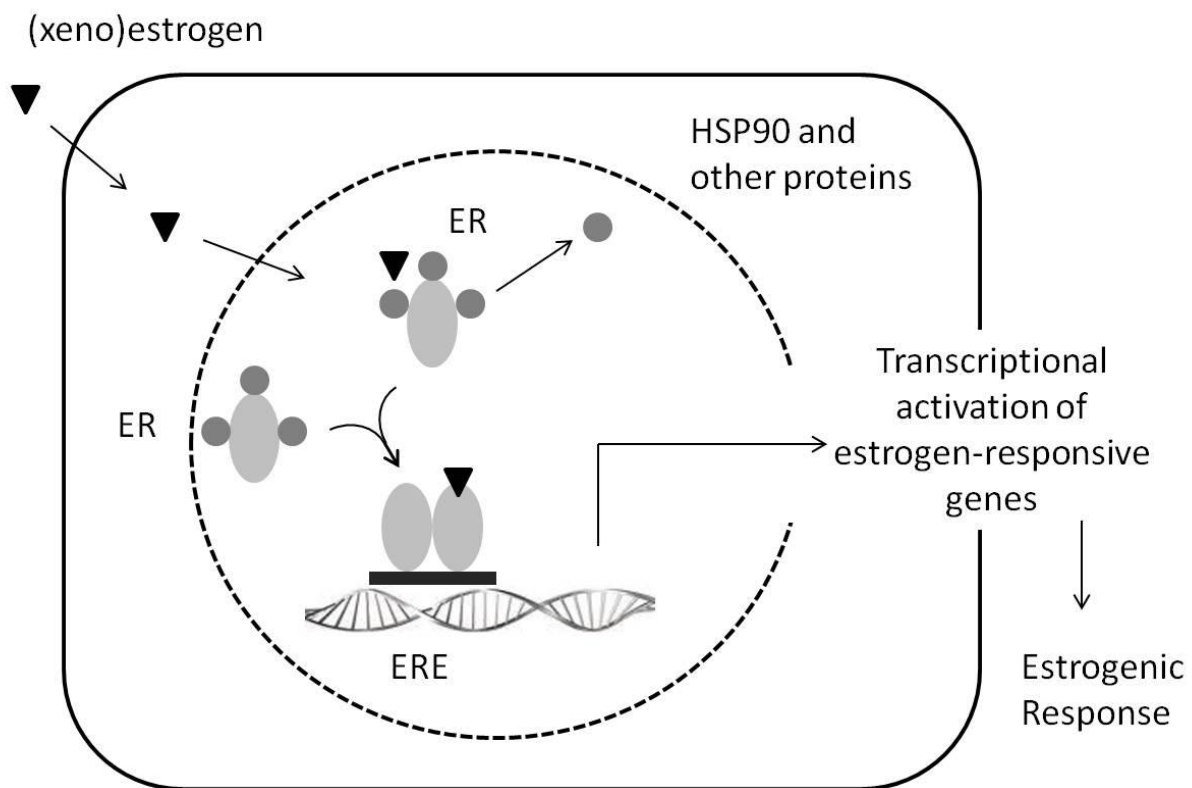 (xeno)estrogen
HSP90 and
other proteins
ER
ER
Transcriptional
activation of
estrogen-responsive
genes
ERE
Estrogenic
Response